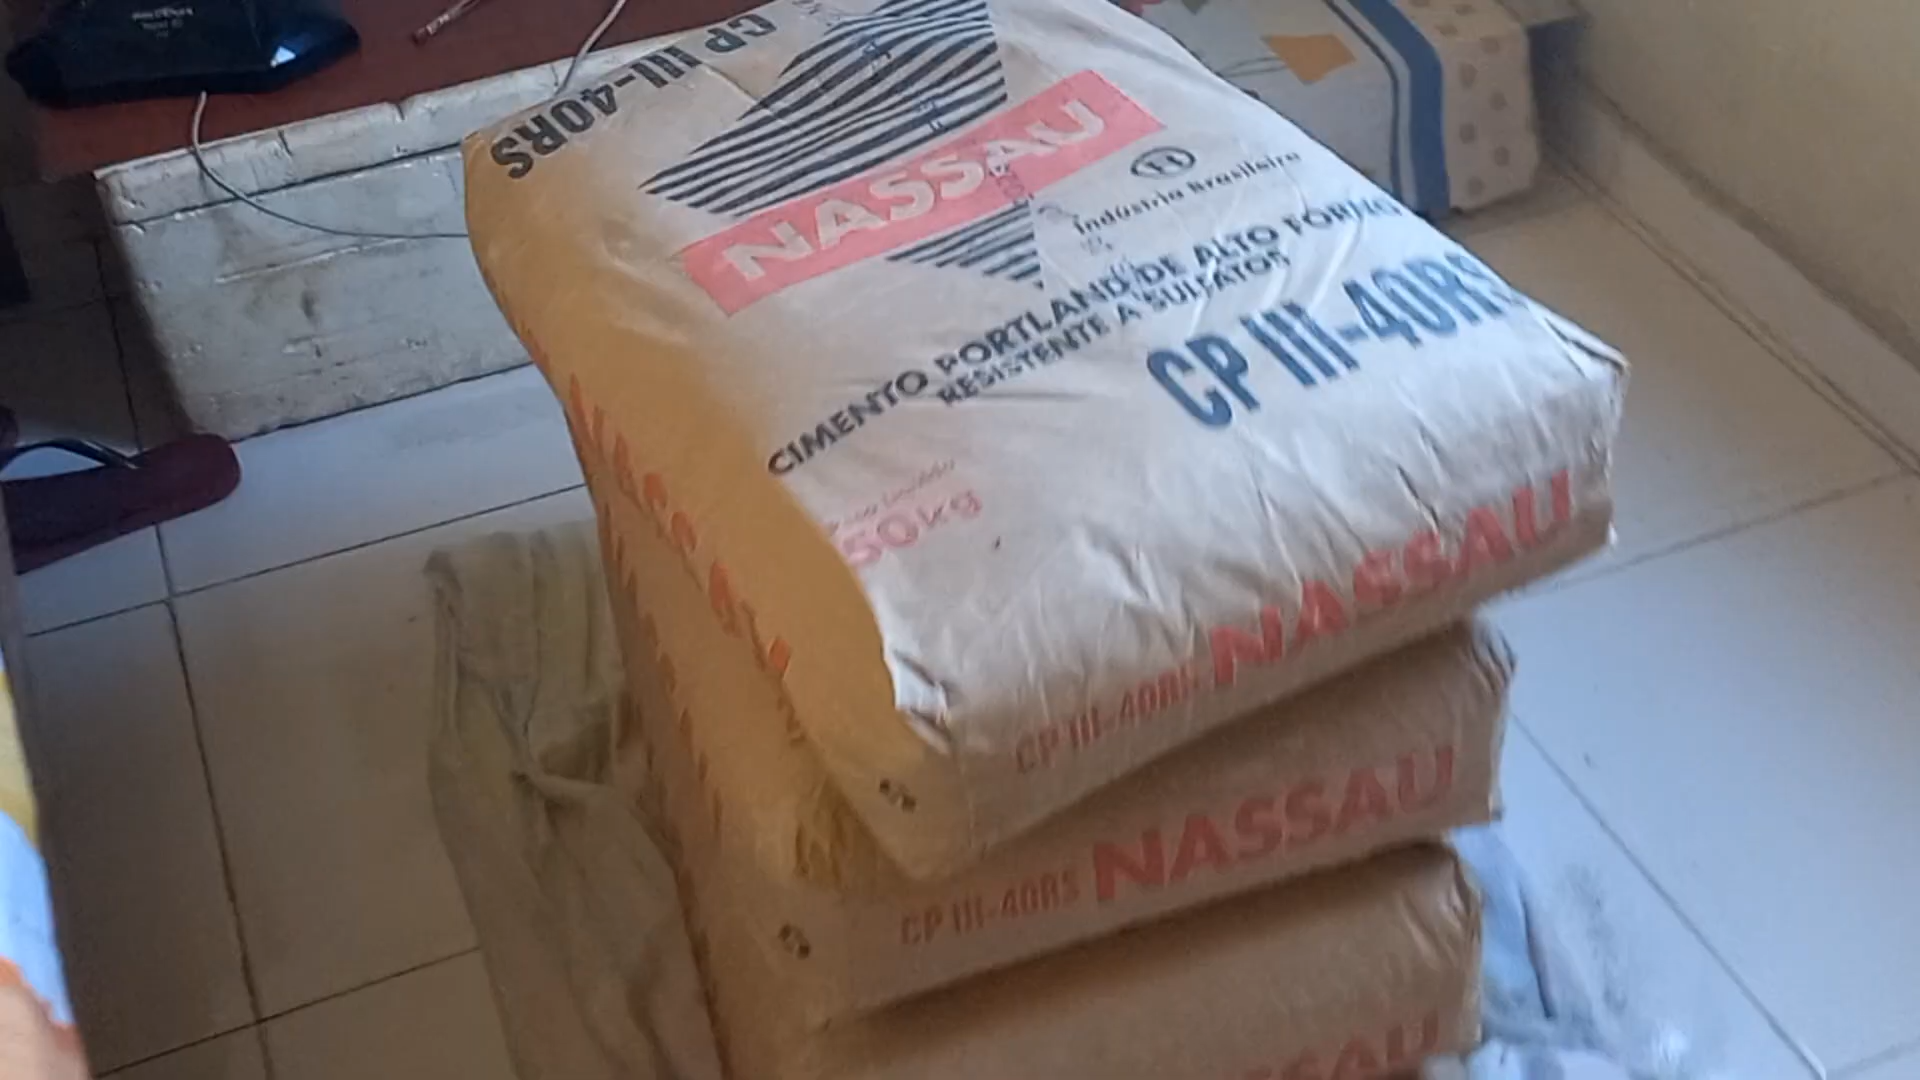 CP III-40RS
NASSAU
Indústria Brasileira
CIMENTO PORTLAND DE ALTO FORNO
RESISTENTE A SULFATOS
CP III-40RS
50kg
CP III-40RS NASSAU
CP III-40RS NASSAU
NASSAU